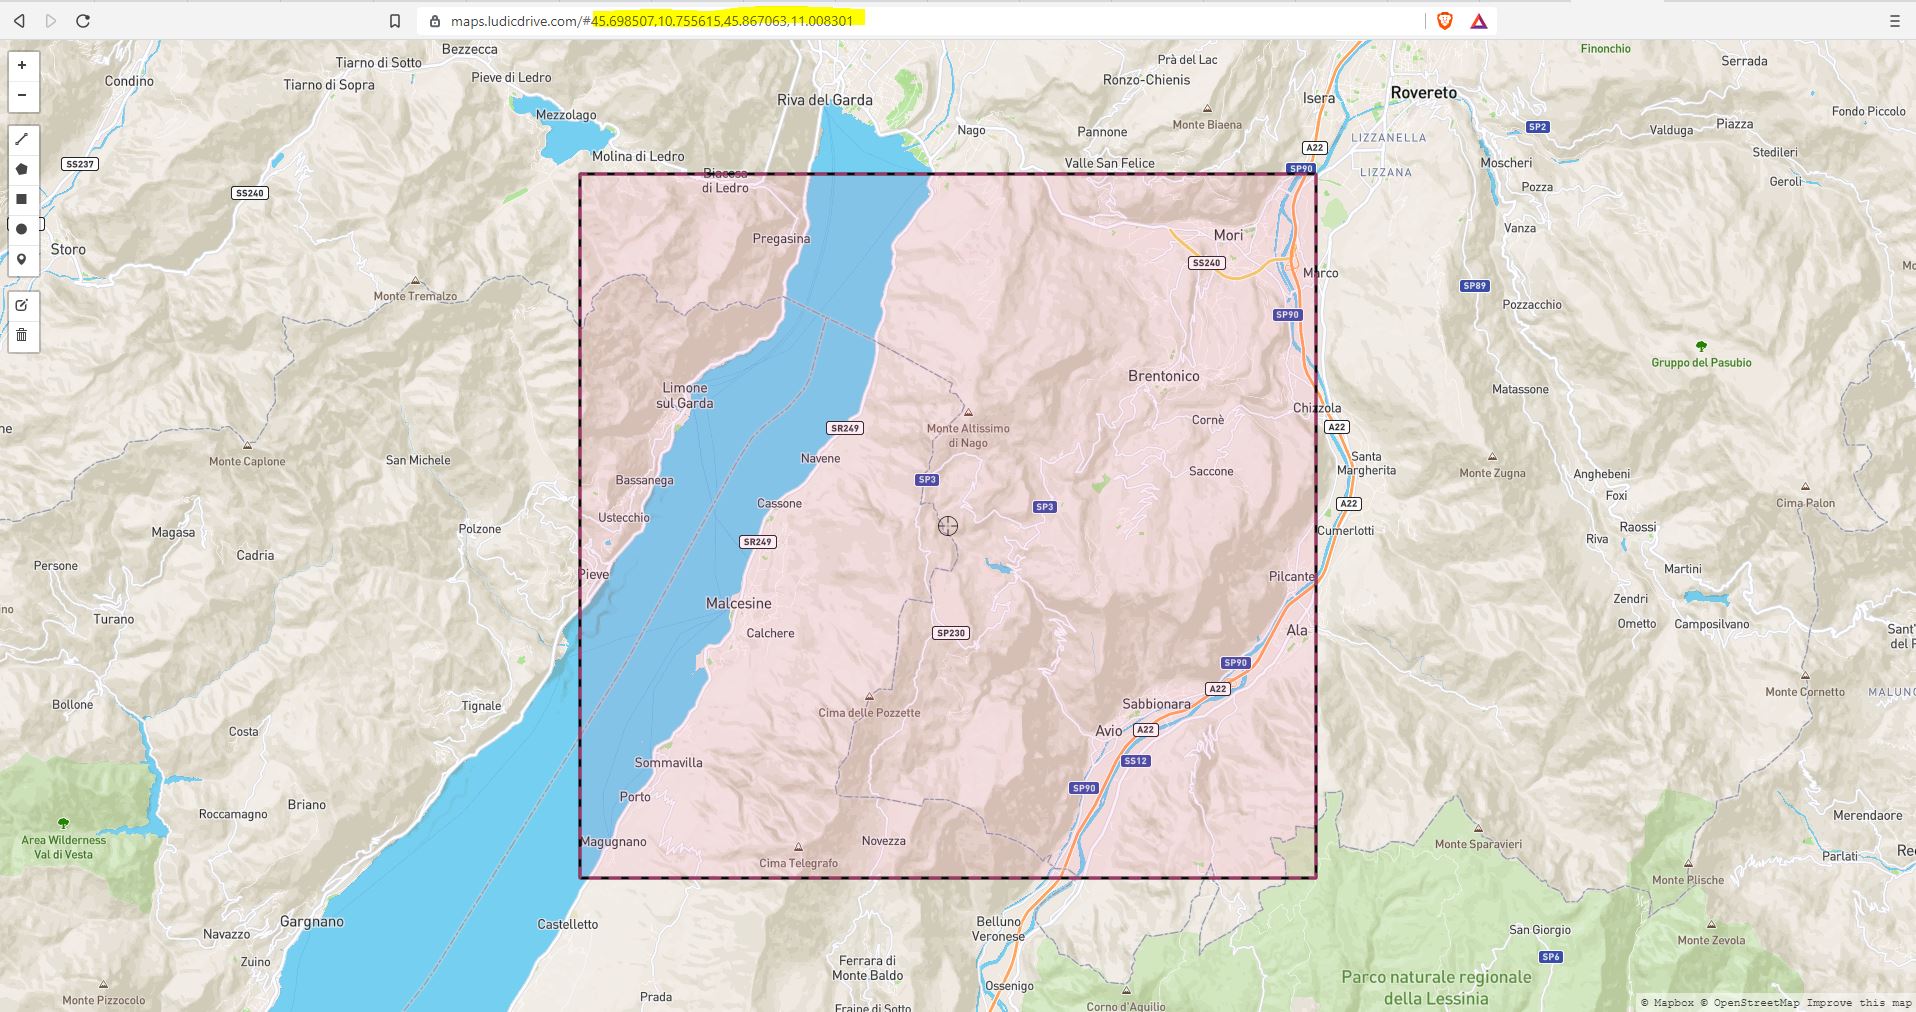 maps.ludicdrive.com/#45.698507,10.755615,45.867063,11.008301
Bezzecca
Tiarno di Sotto
Pieve di Ledro
Condino
Tiarno di Sopra
Riva del Garda
Mezzolago
Nago
Molina di Ledro
SS237
SS240
Biacesa
di Ledro
Storo
Pregasina
Monte Tremalzo
Prà del Lac
Ronzo-Chienis
Finonchio
Serrada
Isera
Rovereto
Monte Biaena
Pannone
Fondo Piccolo
LIZZANELLA
SP2
Valduga
Piazza
A22
Valle San Felice
SP90
LIZZANA
Moscheri
Stedileri
Pozza
Geroli
Mori
Vanza
SS240
Marco
SP89
Pozzacchio
SP90
Gruppo del Pasubio
Limone
sul Garda
Brentonico
Matassone
Chizzola
Cornè
SR249
Monte Altissimo
di Nago
A22
Monte Caplone
San Michele
Navene
Saccone
Santa
Margherita
Monte Zugna
Anghebeni
Bassanega
SP3
Foxi
Cima Palon
Cassone
SP3
A22
Ustecchio
Raossi
Polzone
Cumerlotti
Riva
Magasa
SR249
Cadria
Persone
Pieve
Pilcante
Martini
Malcesine
Zendri
Turano
Calchere
SP230
Ala
Ometto
Camposilvano
Sant'
del P
SP90
A22
Monte Cornetto
MALUNG
Bollone
Tignale
Cima delle Pozzette
Sabbionara
Costa
Avio
A22
Sommavilla
SS12
Porto
SP90
Briano
Roccamagno
Merendaore
Area Wilderness
Val di Vesta
Magugnano
Novezza
Monte Sparavieri
Cima Telegrafo
Parlati
Re
Monte Plische
Gargnano
Castelletto
Belluno
Veronese
Navazzo
San Giorgio
Monte Zevola
Zuino
Ferrara di
Monte Baldo
SP6
Parco naturale regionale
della Lessinia
Monte Pizzocolo
Prada
Ossenigo
Corno d'Aquilio
Fraine di Sotto
© Mapbox © OpenStreetMap Improve this map